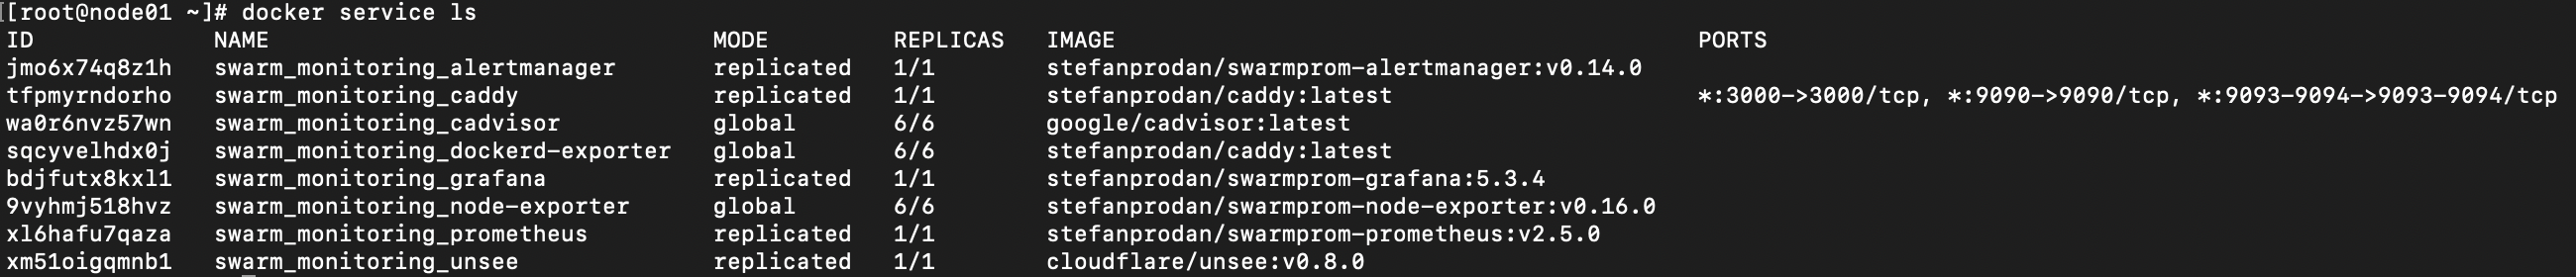 [[root@node01 ~]# docker service ls
ID NAME MODE REPLICAS IMAGE PORTS
jmo6x74q8z1h swarm_monitoring_alertmanager replicated 1/1 stefanprodan/swarmprom-alertmanager:v0.14.0
tfpmyrndorho swarm_monitoring_caddy replicated 1/1 stefanprodan/caddy:latest *:3000->3000/tcp, *:9090->9090/tcp, *:9093-9094->9093-9094/tcp
wa0r6nvz57wn swarm_monitoring_cadvisor global 6/6 google/cadvisor:latest
sqcyvelhdx0j swarm_monitoring_dockerd-exporter global 6/6 stefanprodan/caddy:latest
bdjfutx8kxl1 swarm_monitoring_grafana replicated 1/1 stefanprodan/swarmprom-grafana:5.3.4
9vyhmj518hvz swarm_monitoring_node-exporter global 6/6 stefanprodan/swarmprom-node-exporter:v0.16.0
xl6hafu7qaza swarm_monitoring_prometheus replicated 1/1 stefanprodan/swarmprom-prometheus:v2.5.0
xm51oigqmnb1 swarm_monitoring_unsee replicated 1/1 cloudflare/unsee:v0.8.0